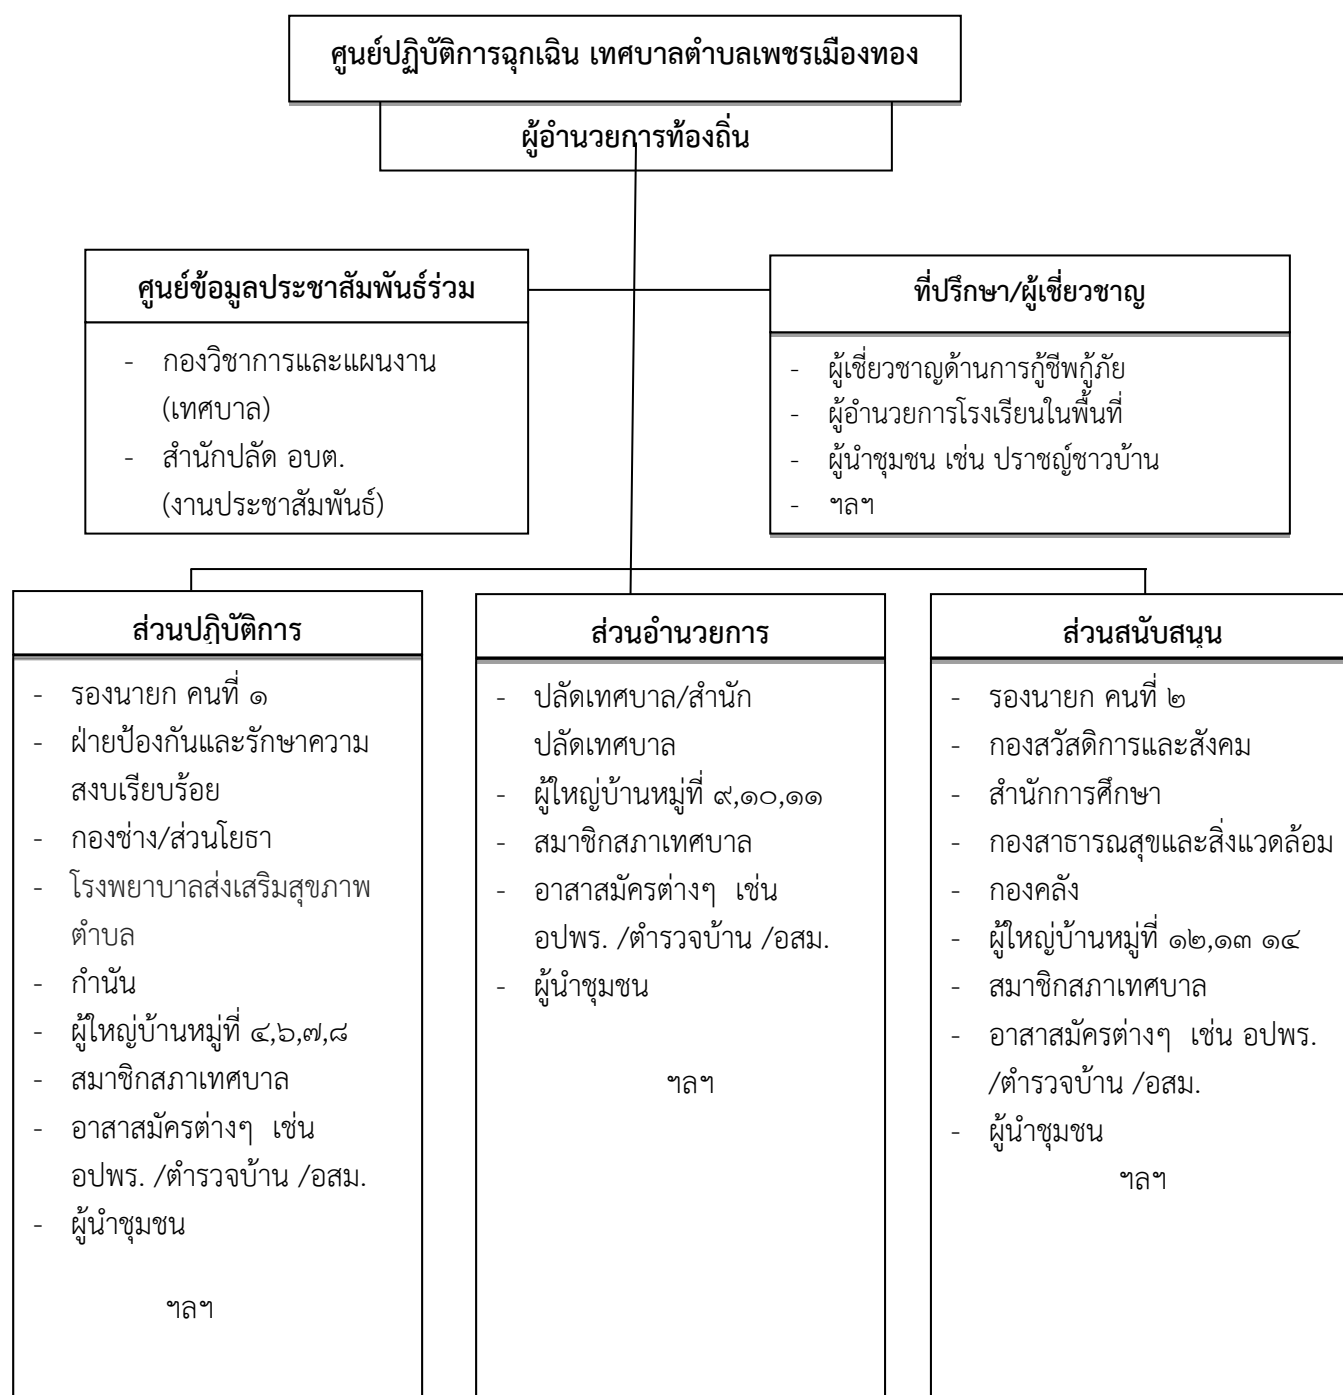 ศูนย์ปฏิบัติการฉุกเฉิน เทศบาลตำบลเพชรเมืองทอง
ผู้อำนวยการท้องถิ่น
ศูนย์ข้อมูลประชาสัมพันธ์ร่วม
- กองวิชาการและแผนงาน
(เทศบาล)
- สำนักปลัด อบต.
(งานประชาสัมพันธ์)
ที่ปรึกษา/ผู้เชี่ยวชาญ
- ผู้เชี่ยวชาญด้านการกู้ชีพกู้ภัย
- ผู้อำนวยการโรงเรียนในพื้นที่
- ผู้นำชุมชน เช่น ปราชญ์ชาวบ้าน
- ฯลฯ
ส่วนปฏิบัติการ
- รองนายก คนที่ ๑
- ฝ่ายป้องกันและรักษาความ
สงบเรียบร้อย
- กองช่าง/ส่วนโยธา
- โรงพยาบาลส่งเสริมสุขภาพ
ตำบล
- กำนัน
- ผู้ใหญ่บ้านหมู่ที่ ๔,๖,๗,๘
- สมาชิกสภาเทศบาล
- อาสาสมัครต่างๆ เช่น
อปพร. /ตำรวจบ้าน /อสม.
- ผู้นำชุมชน
ฯลฯ
ส่วนอำนวยการ
- ปลัดเทศบาล/สำนัก
ปลัดเทศบาล
- ผู้ใหญ่บ้านหมู่ที่ ๙,๑๐,๑๑
- สมาชิกสภาเทศบาล
- อาสาสมัครต่างๆ เช่น
อปพร. /ตำรวจบ้าน /อสม.
- ผู้นำชุมชน
ฯลฯ
ส่วนสนับสนุน
- รองนายก คนที่ ๒
- กองสวัสดิการและสังคม
- สำนักการศึกษา
- กองสาธารณสุขและสิ่งแวดล้อม
- กองคลัง
- ผู้ใหญ่บ้านหมู่ที่ ๑๒,๑๓ ๑๔
- สมาชิกสภาเทศบาล
- อาสาสมัครต่างๆ เช่น อปพร.
/ตำรวจบ้าน /อสม.
- ผู้นำชุมชน
ฯลฯ